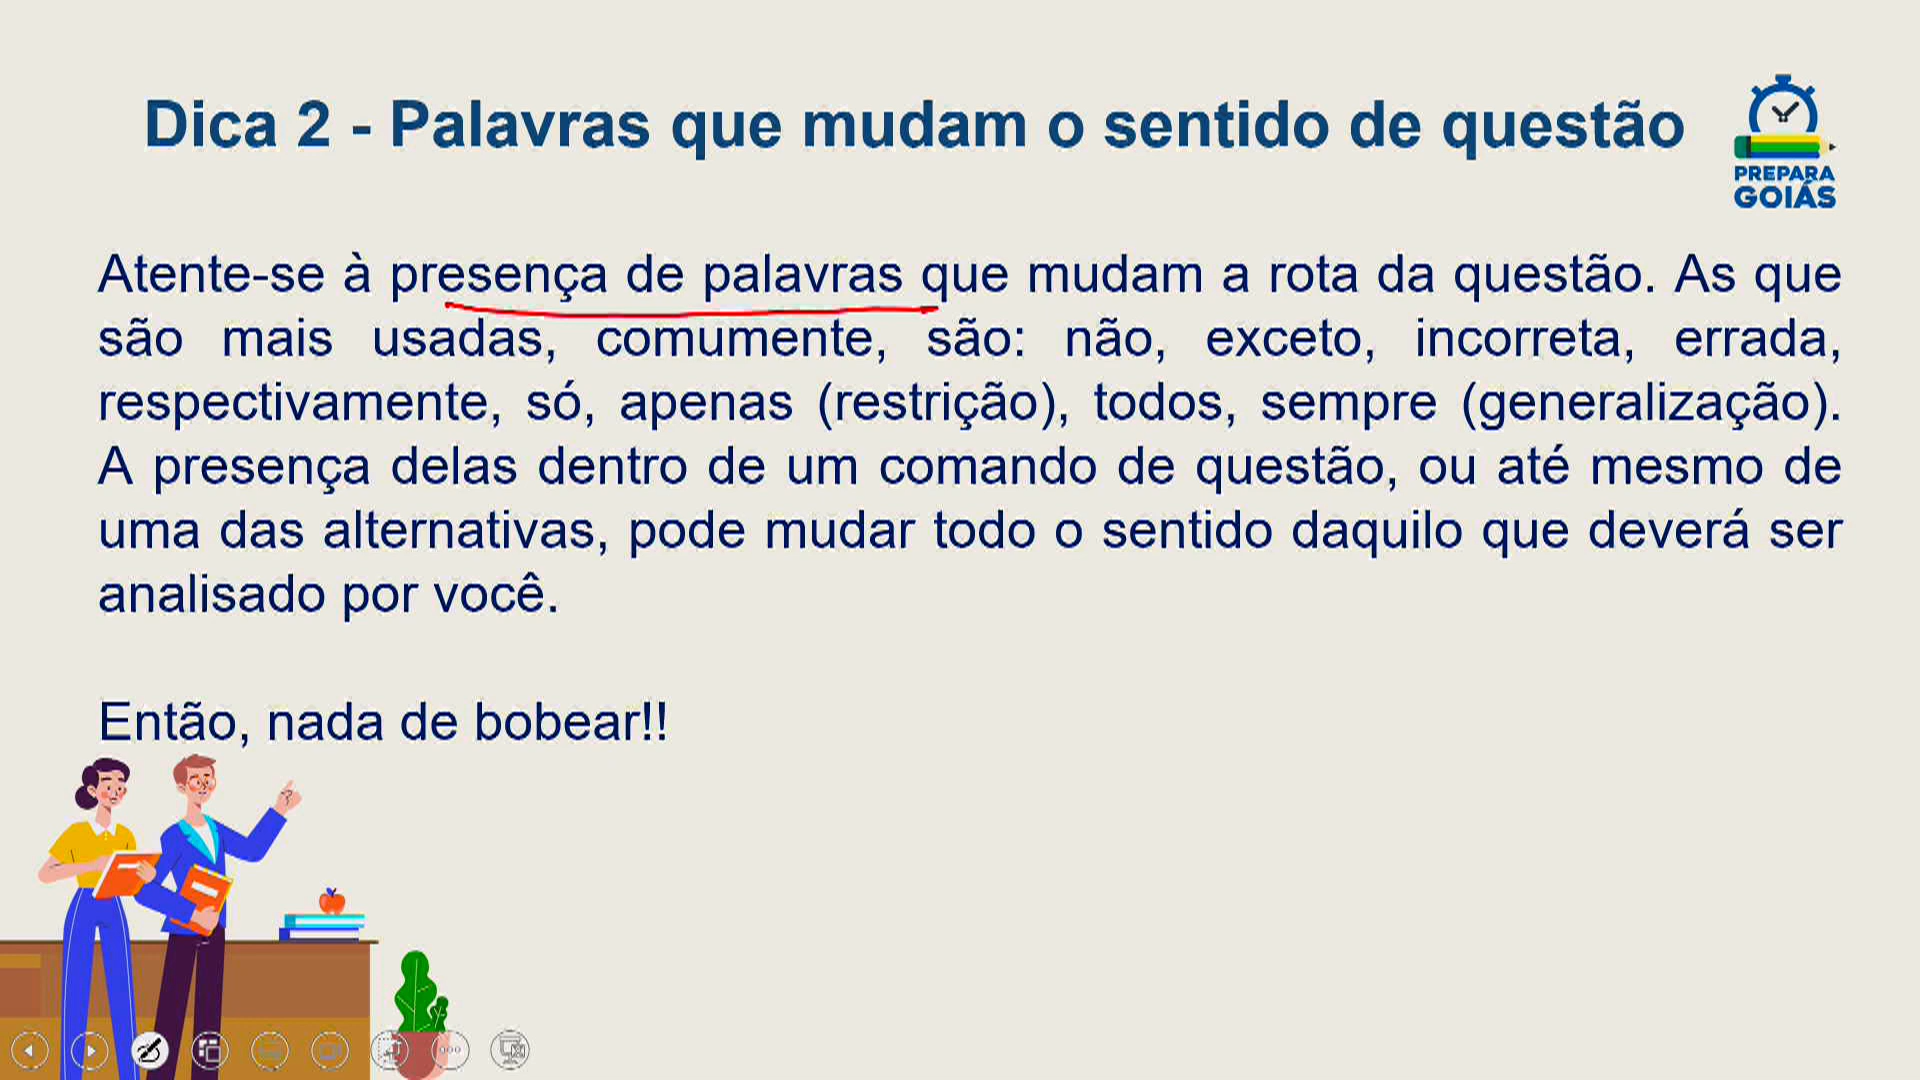 Dica 2 - Palavras que mudam o sentido de questão
PREPARA
GOIÁS
Atente-se à presença de palavras que mudam a rota da questão. As que
são mais usadas, comumente, são: não, exceto, incorreta, errada,
respectivamente, só, apenas (restrição), todos, sempre (generalização).
A presença delas dentro de um comando de questão, ou até mesmo de
uma das alternativas, pode mudar todo o sentido daquilo que deverá ser
analisado por você.
Então, nada de bobear!!